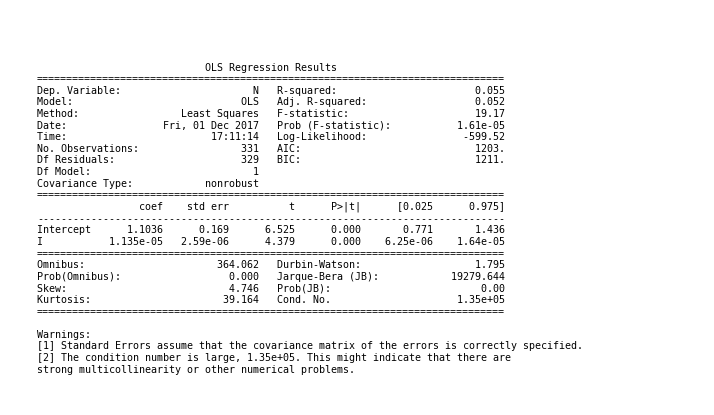 OLS Regression Results
==============================================================================
Dep. Variable:                      N   R-squared:                       0.055
Model:                            OLS   Adj. R-squared:                  0.052
Method:                 Least Squares   F-statistic:                     19.17
Date:                Fri, 01 Dec 2017   Prob (F-statistic):           1.61e-05
Time:                        17:11:14   Log-Likelihood:                -599.52
No. Observations:                 331   AIC:                             1203.
Df Residuals:                     329   BIC:                             1211.
Df Model:                           1
Covariance Type:            nonrobust
==============================================================================
                 coef    std err          t      P>|t|      [0.025      0.975]
------------------------------------------------------------------------------
Intercept      1.1036      0.169      6.525      0.000       0.771       1.436
I           1.135e-05   2.59e-06      4.379      0.000    6.25e-06    1.64e-05
==============================================================================
Omnibus:                      364.062   Durbin-Watson:                   1.795
Prob(Omnibus):                  0.000   Jarque-Bera (JB):            19279.644
Skew:                           4.746   Prob(JB):                         0.00
Kurtosis:                      39.164   Cond. No.                     1.35e+05
==============================================================================
Warnings:
[1] Standard Errors assume that the covariance matrix of the errors is correctly specified.
[2] The condition number is large, 1.35e+05. This might indicate that there are
strong multicollinearity or other numerical problems.